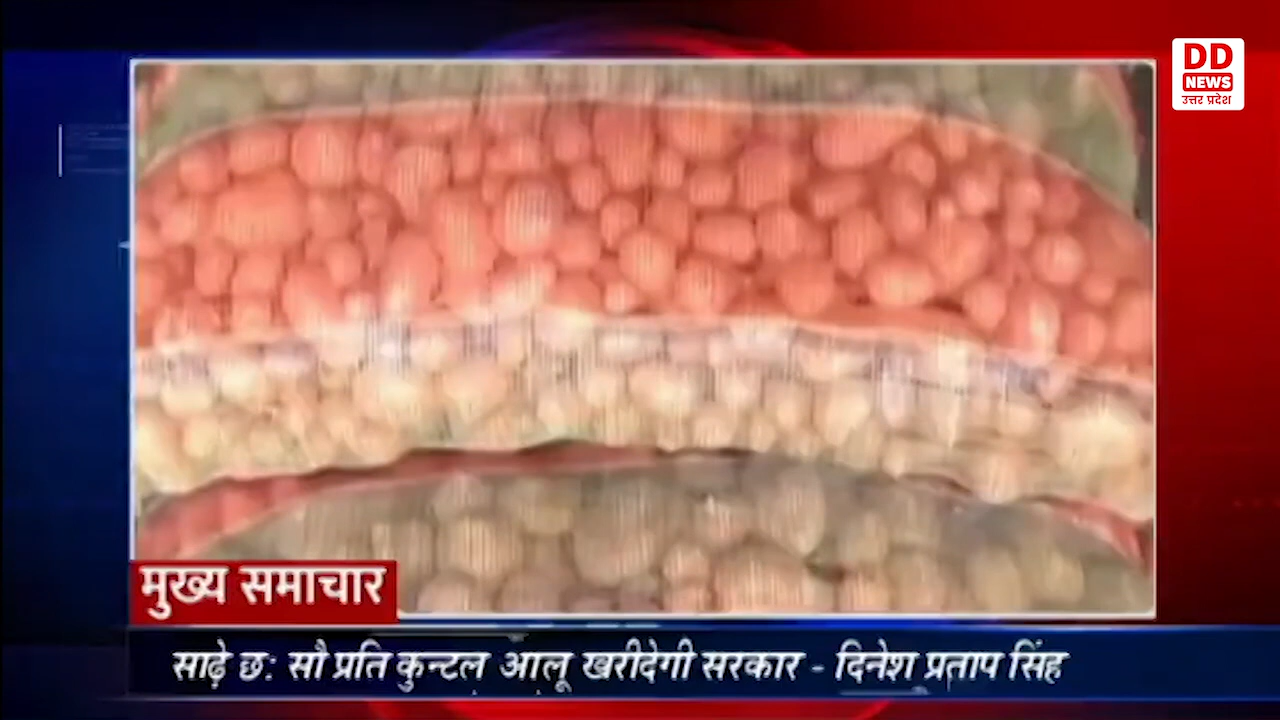 DD
NEWS
उत्तर प्रदेश
मुख्य समाचार
साढ़े छ: सौ प्रति कुन्टल आलू खरीदेगी सरकार - दिनेश प्रताप सिंह